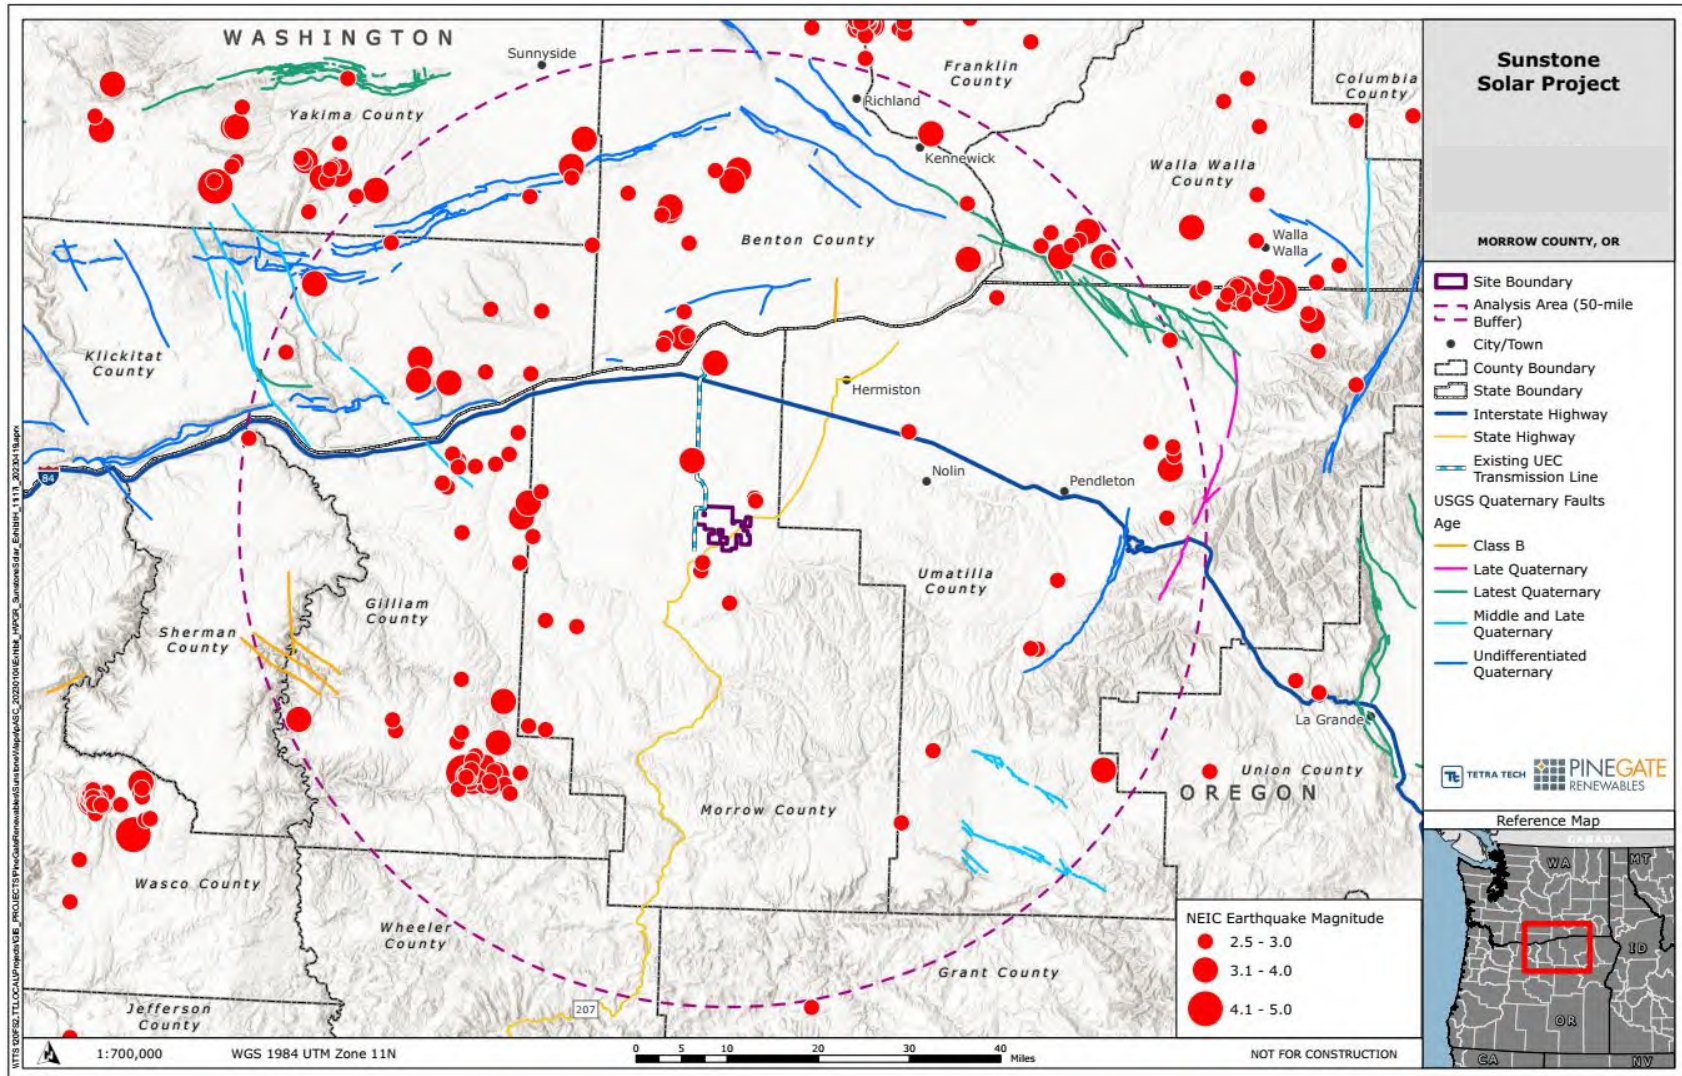 WASHINGTON
Sunnyside
Yakima County
Franklin
County
Columbia
County
Richland
Kennewick
Walla Walla
County
Walla
Walla
Benton County
Klickitat
County
Hermiston
84
Nolin
Pendleton
Umatilla
County
Gilliam
County
Sherman
County
La Grande
Union County
OREGON
Morrow County
Wasco County
Wheeler
County
Grant County
Jefferson
County
207
NEIC Earthquake Magnitude
2.5 - 3.0
3.1 - 4.0
4.1 - 5.0
1:700,000
WGS 1984 UTM Zone 11N
0 5 10 20 30 40
Miles
NOT FOR CONSTRUCTION
Sunstone
Solar Project
MORROW COUNTY, OR
Site Boundary
Analysis Area (50-mile
Buffer)
City/Town
County Boundary
State Boundary
Interstate Highway
State Highway
Existing UEC
Transmission Line
USGS Quaternary Faults
Age
Class B
Late Quaternary
Latest Quaternary
Middle and Late
Quaternary
Undifferentiated
Quaternary
TETRA TECH
PINEGATE
RENEWABLES
Reference Map
CANADA
WA
MT
ID
OR
CA
NV